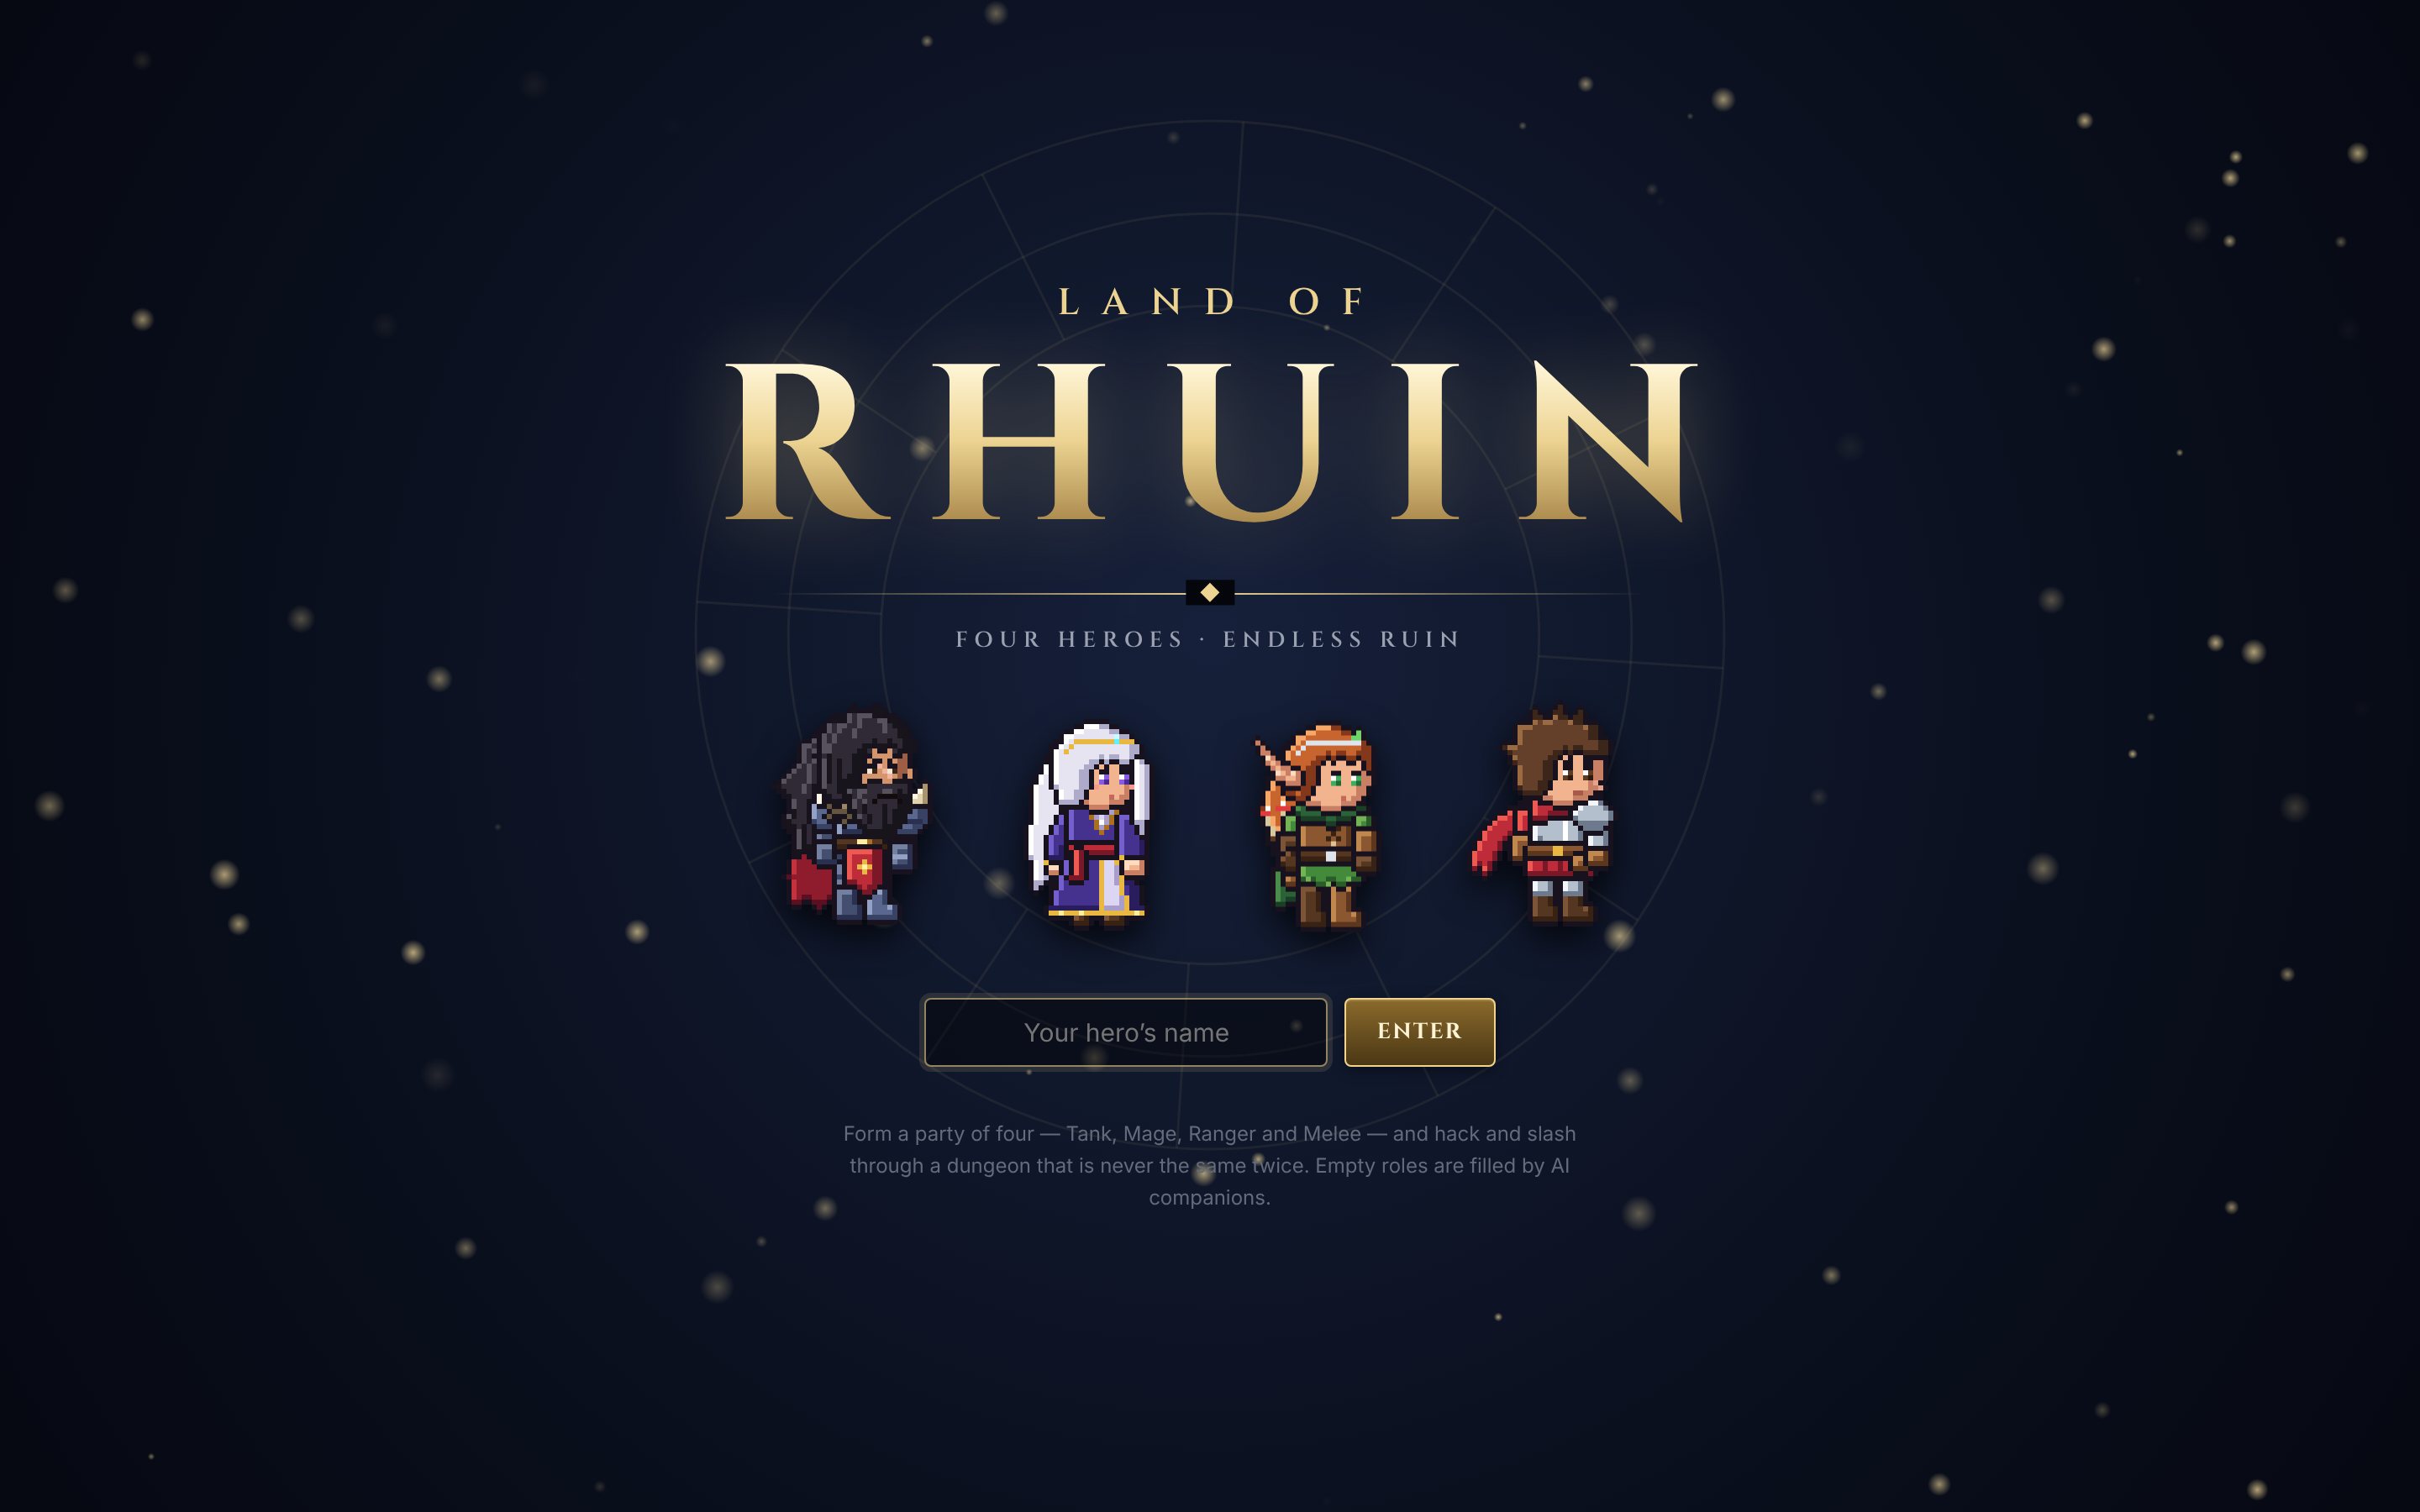 LAND OF
RHUIN
FOUR HEROES · ENDLESS RUIN
Your hero’s name
ENTER
Form a party of four — Tank, Mage, Ranger and Melee — and hack and slash
through a dungeon that is never the same twice. Empty roles are filled by AI
companions.